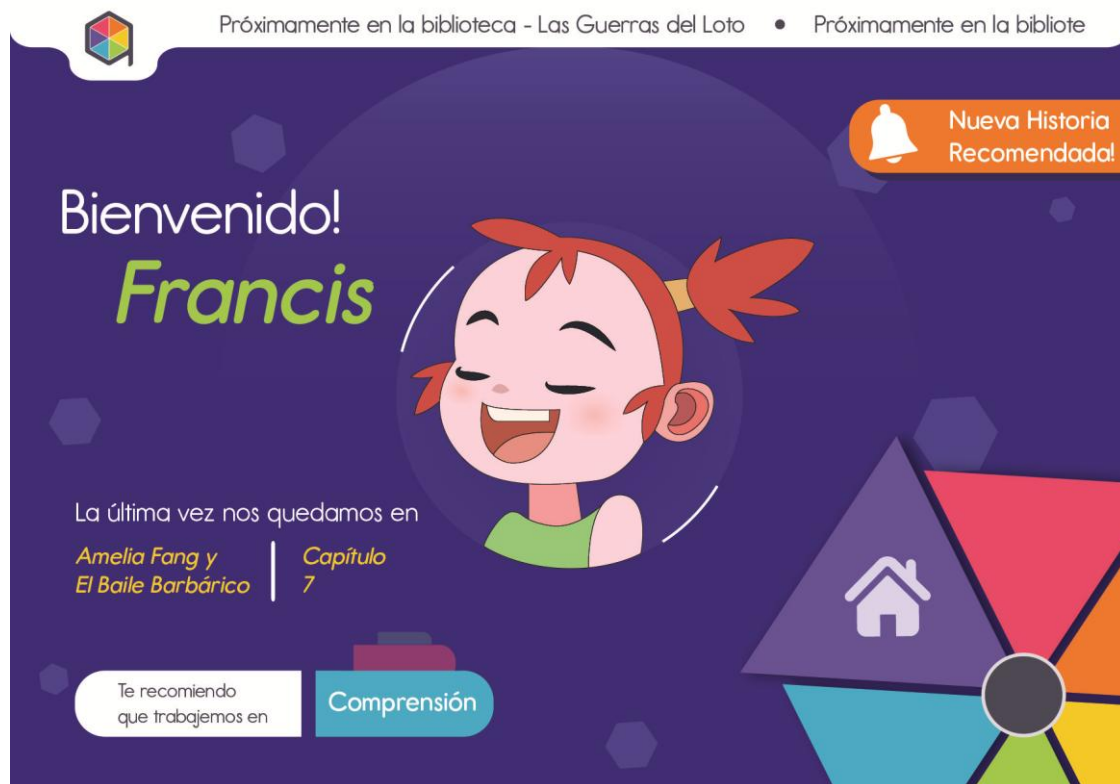 Próximamente en la biblioteca - Las Guerras del Loto • Próximamente en la bibliote
Nueva Historia
Recomendada!
Bienvenido!
Francis
La última vez nos quedamos en
Amelia Fang y
El Baile Barbárico
Capítulo
7
Te recomiendo
que trabajemos en
Comprensión